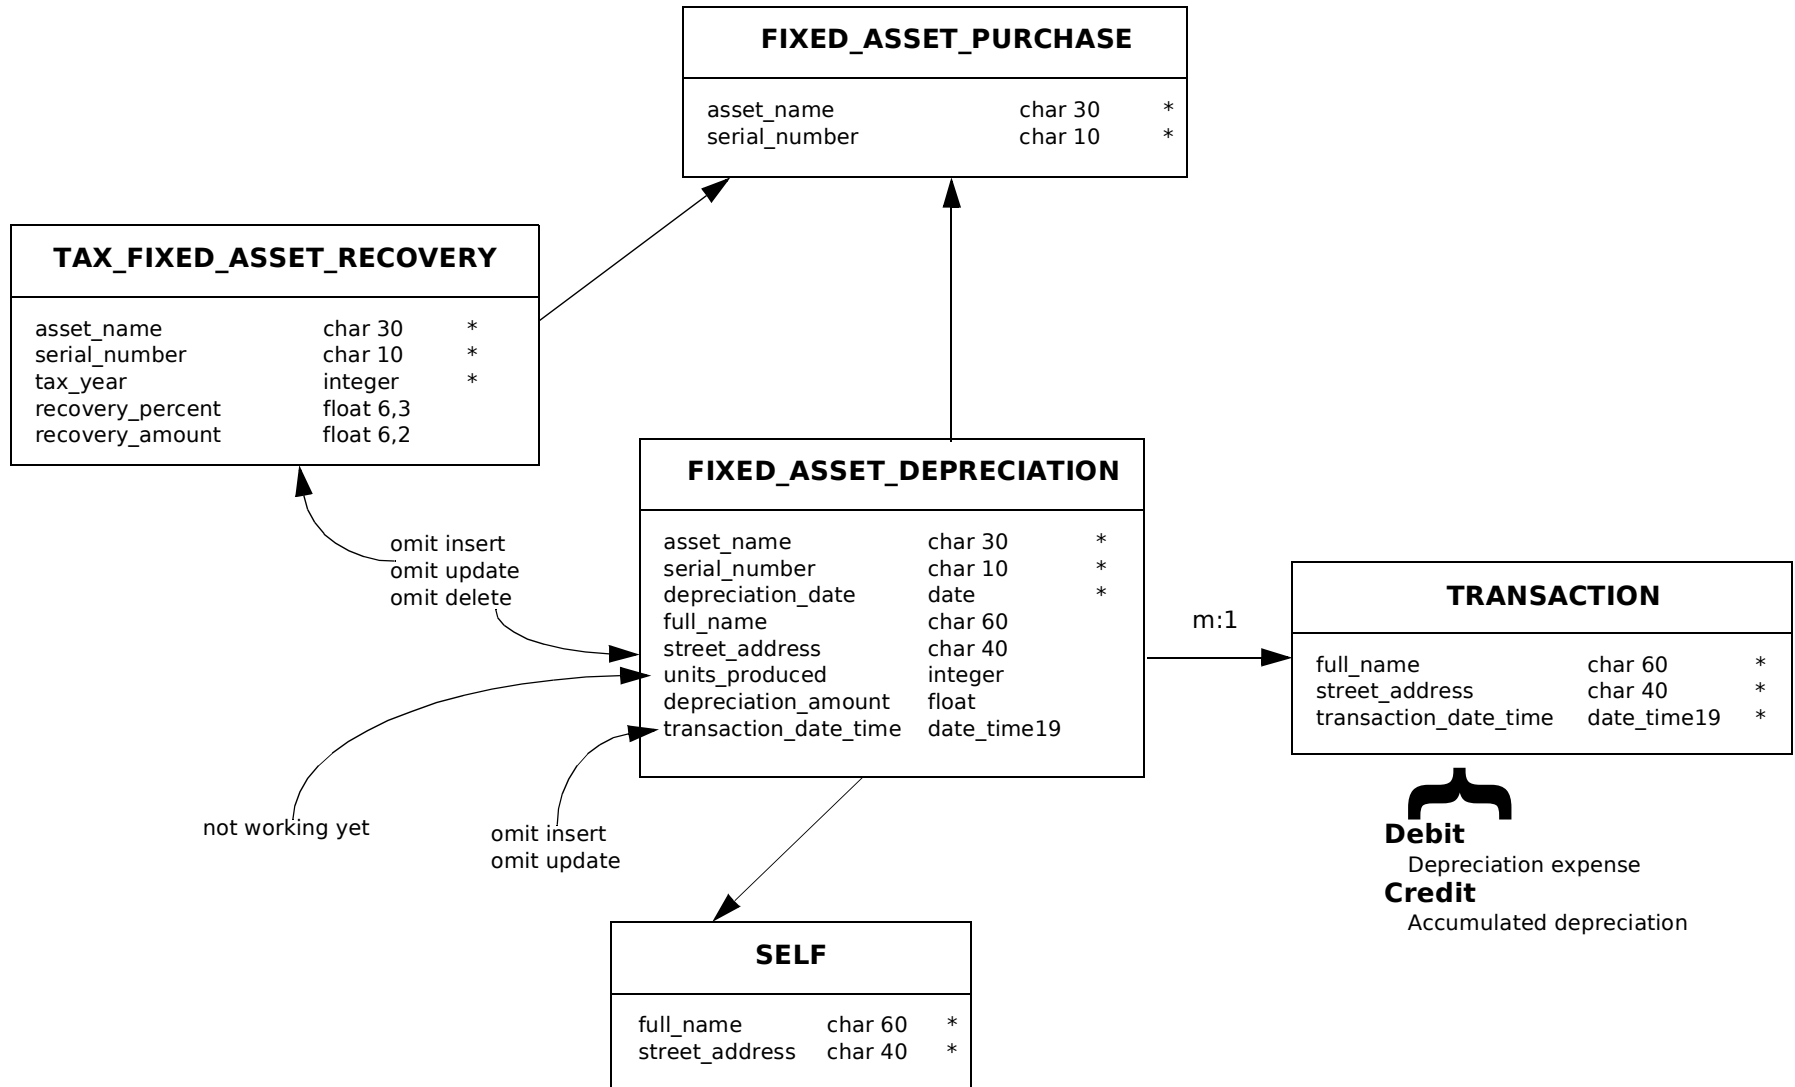 FIXED_ASSET_PURCHASE
asset_name char 30 *
serial_number char 10 *
TAX_FIXED_ASSET_RECOVERY
asset_name char 30 *
serial_number char 10 *
tax_year integer *
recovery_percent float 6,3
recovery_amount float 6,2
omit insert
omit update
omit delete
FIXED_ASSET_DEPRECIATION
asset_name char 30 *
serial_number char 10 *
depreciation_date date *
full_name char 60
street_address char 40
units_produced integer
depreciation_amount float
transaction_date_time date_time19
m:1
TRANSACTION
full_name char 60 *
street_address char 40 *
transaction_date_time date_time19 *
Debit
Depreciation expense
Credit
Accumulated depreciation
not working yet
omit insert
omit update
SELF
full_name char 60 *
street_address char 40 *